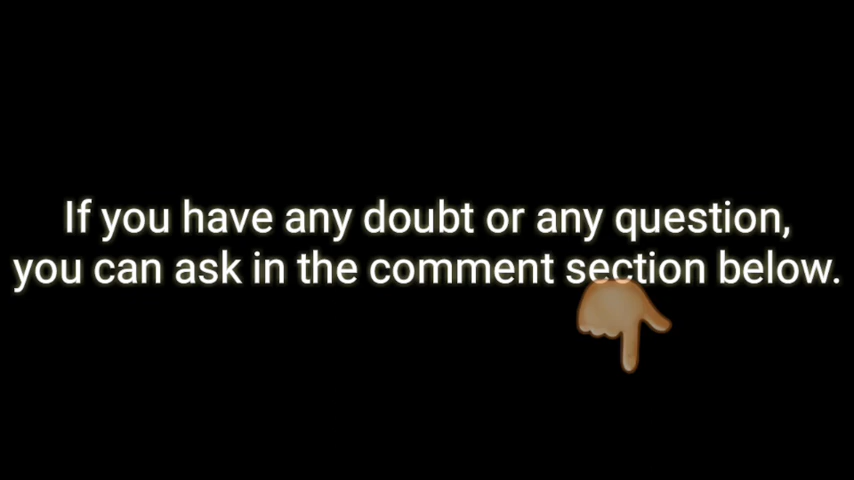 If you have any doubt or any question,
you can ask in the comment section below.